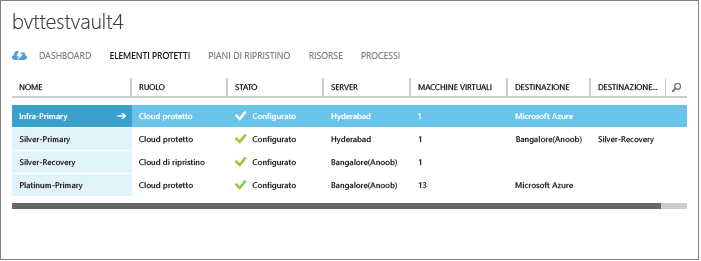 bvttestvault4
DASHBOARD ELEMENTI PROTETTI PIANI DI RIPRISTINO RISORSE PROCESSI
NOME RUOLO STATO SERVER MACCHINE VIRTUALI DESTINAZIONE DESTINAZIONE...
Infra-Primary Cloud protetto Configurato Hyderabad 1 Microsoft Azure
Silver-Primary Cloud protetto Configurato Hyderabad 1 Bangalore(Anoob) Silver-Recovery
Silver-Recovery Cloud di ripristino Configurato Bangalore(Anoob) 1
Platinum-Primary Cloud protetto Configurato Bangalore(Anoob) 13 Microsoft Azure